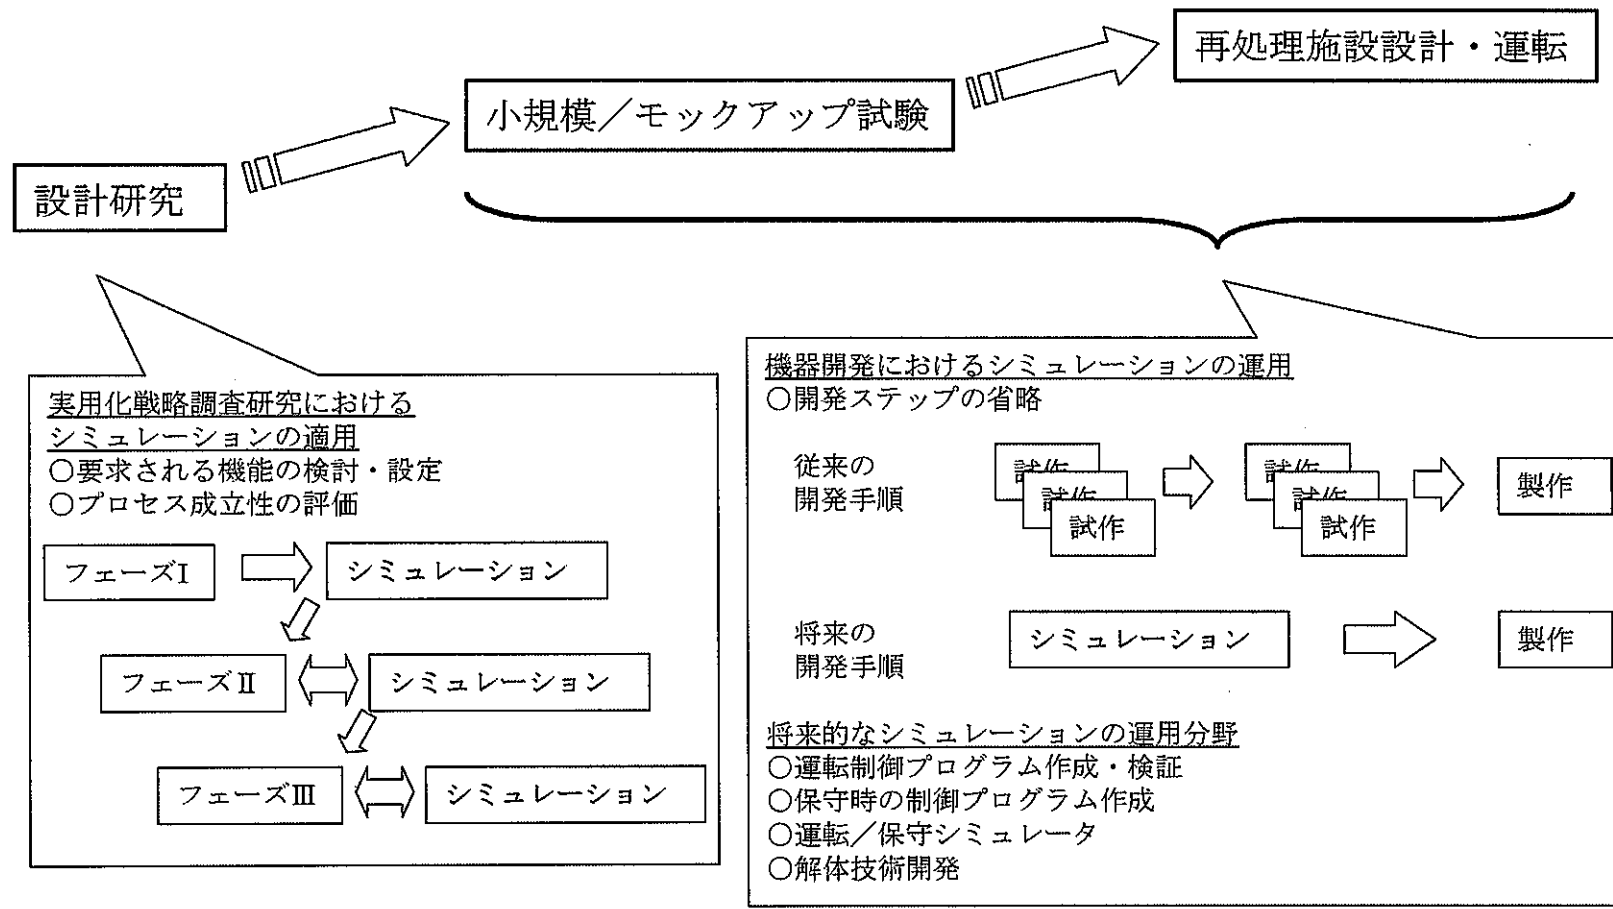 再処理施設設計・運転
小規模／モックアップ試験
設計研究
実用化戦略調査研究における
シミュレーションの適用
○要求される機能の検討・設定
○プロセス成立性の評価
フェーズⅠ
シミュレーション
フェーズⅡ
シミュレーション
フェーズⅢ
シミュレーション
機器開発におけるシミュレーションの運用
○開発ステップの省略
従来の
開発手順
試作
試作
試作
試作
試作
試作
製作
将来の
開発手順
シミュレーション
製作
将来的なシミュレーションの運用分野
○運転制御プログラム作成・検証
○保守時の制御プログラム作成
○運転／保守シミュレータ
○解体技術開発